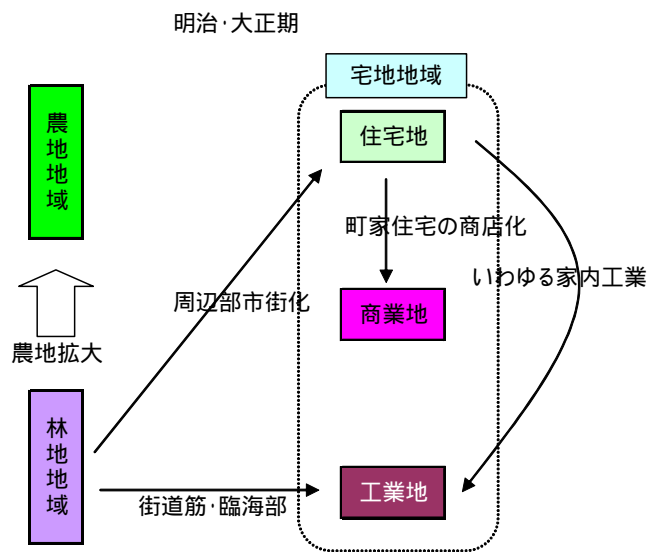 明治・大正期
宅地地域
農地地域
住宅地
町家住宅の商店化
いわゆる家内工業
周辺部市街化
商業地
農地拡大
林地地域
工業地
街道筋・臨海部